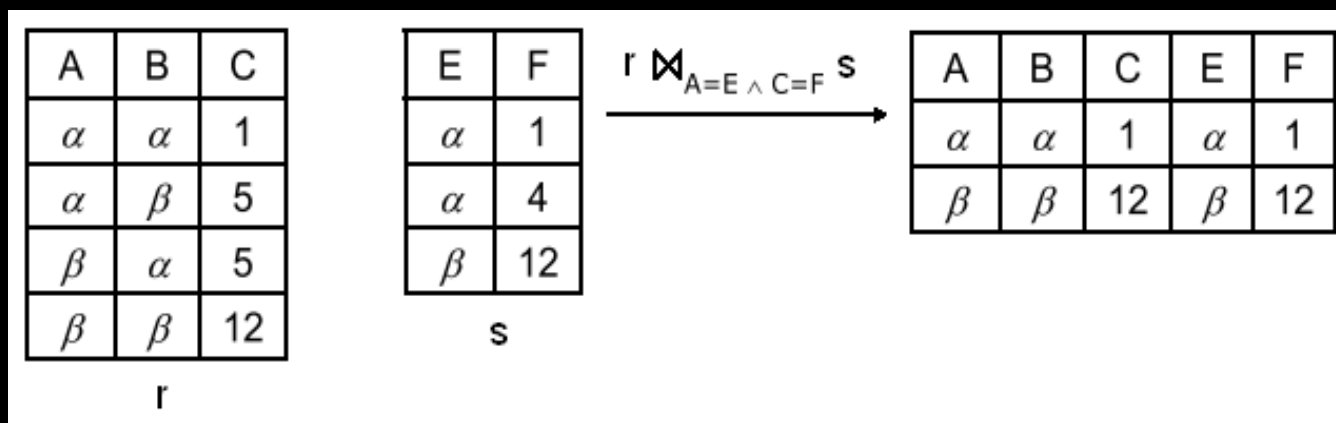 A B C
α α 1
α β 5
β α 5
β β 12
r
E F
α 1
α 4
β 12
s
r ⋈A=E ∧ C=F s
A B C E F
α α 1 α 1
β β 12 β 12